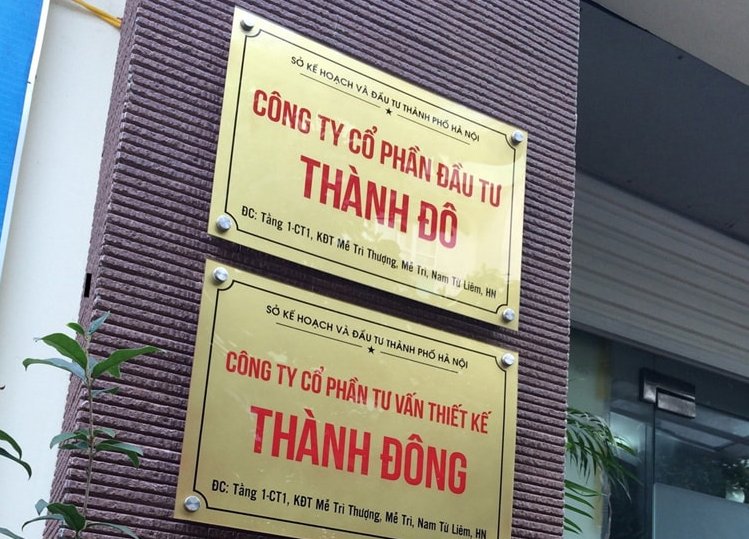 SỞ KẾ HOẠCH VÀ ĐẦU TƯ THÀNH PHỐ HÀ NỘI
CÔNG TY CỔ PHẦN ĐẦU TƯ
THÀNH ĐÔ
ĐC: Tầng 1-CT1, KĐT Mễ Trì Thượng, Mễ Trì, Nam Từ Liêm, HN
SỞ KẾ HOẠCH VÀ ĐẦU TƯ THÀNH PHỐ HÀ NỘI
CÔNG TY CỔ PHẦN TƯ VẤN THIẾT KẾ
THÀNH ĐÔNG
ĐC: Tầng 1-CT1, KĐT Mễ Trì Thượng, Mễ Trì, Nam Từ Liêm, HN